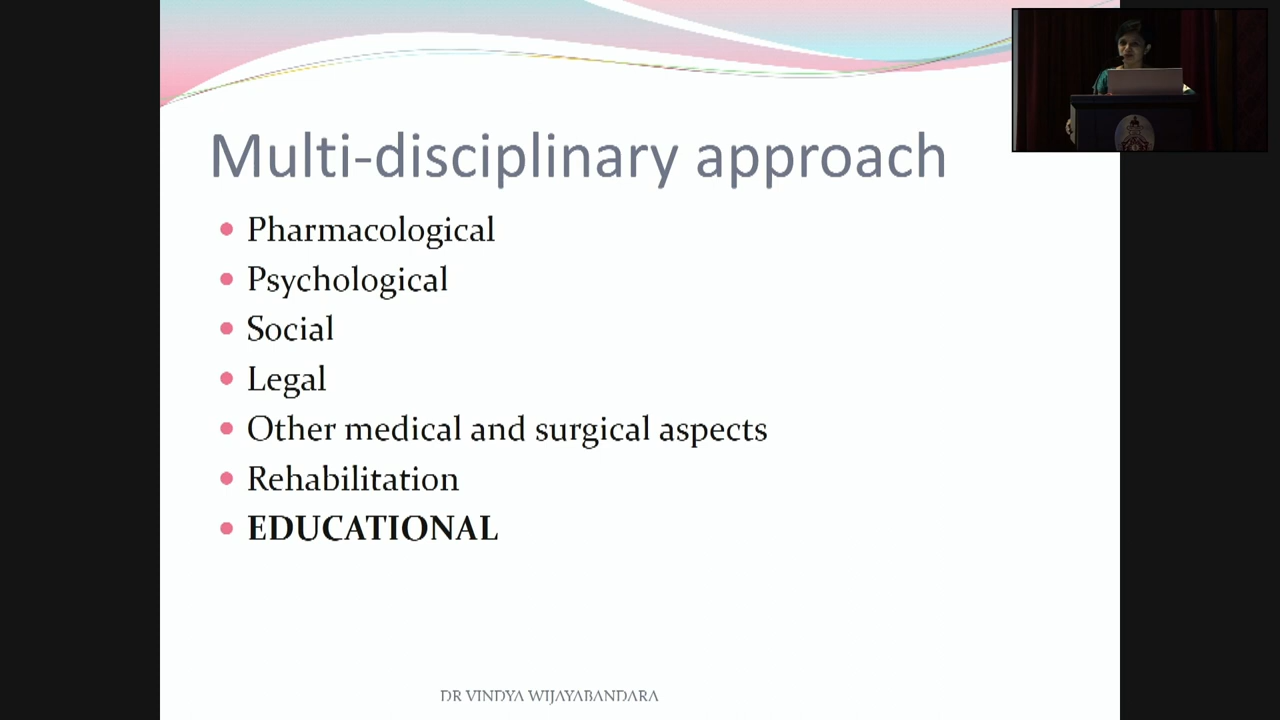 Multi-disciplinary approach
Pharmacological
Psychological
Social
Legal
Other medical and surgical aspects
Rehabilitation
EDUCATIONAL
DR VINDYA WIJAYABANDARA